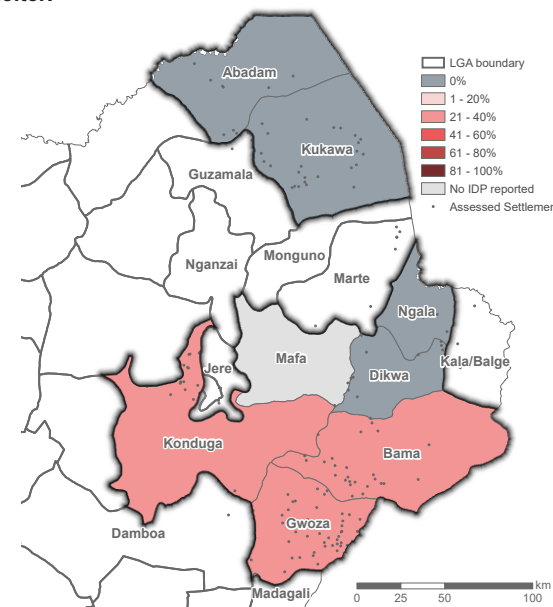 LGA boundary
0%
1 - 20%
21 - 40%
41 - 60%
61 - 80%
81 - 100%
No IDP reported
Assessed Settlement
Abadam
Kukawa
Guzamala
Nganzai
Monguno
Marte
Ngala
Jere
Mafa
Kala/Balge
Dikwa
Konduga
Bama
Gwoza
Damboa
Madagali
km
0 25 50 100